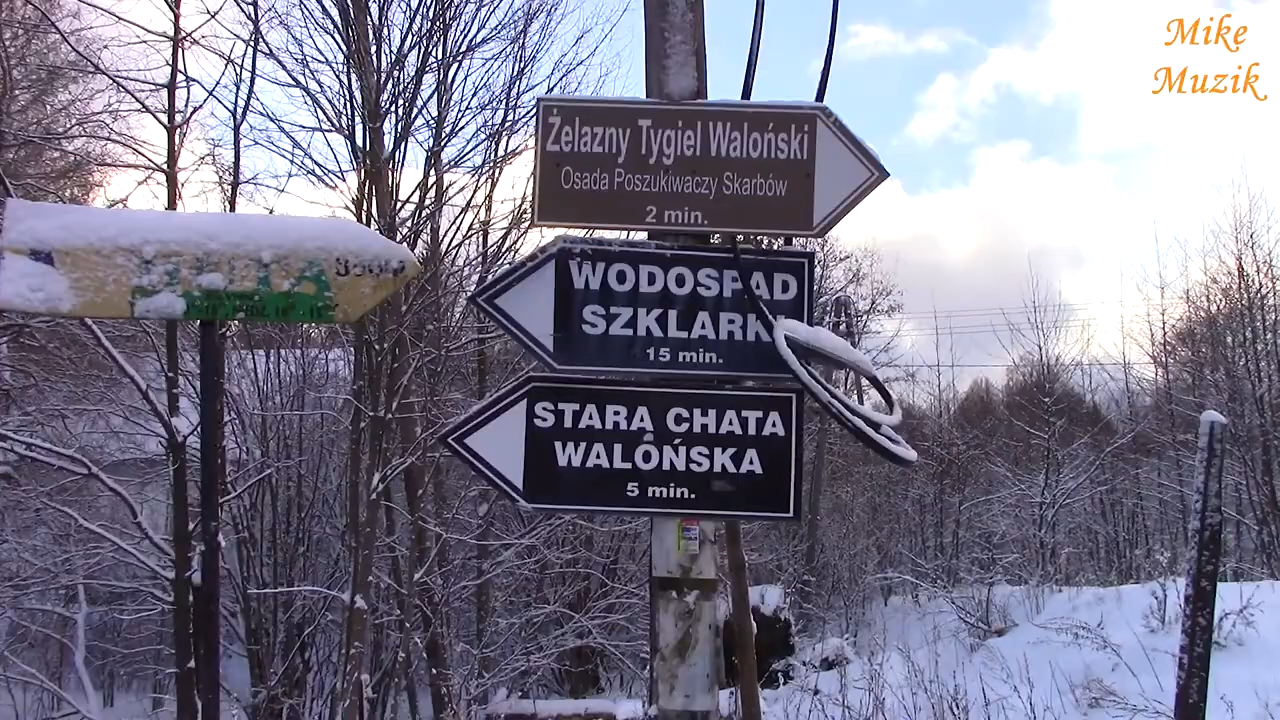 Mike
Muzik
Żelazny Tygiel Waloński
Osada Poszukiwaczy Skarbów
2 min.
WODOSPAD
SZKLARKI
15 min.
STARA CHATA
WALOŃSKA
5 min.